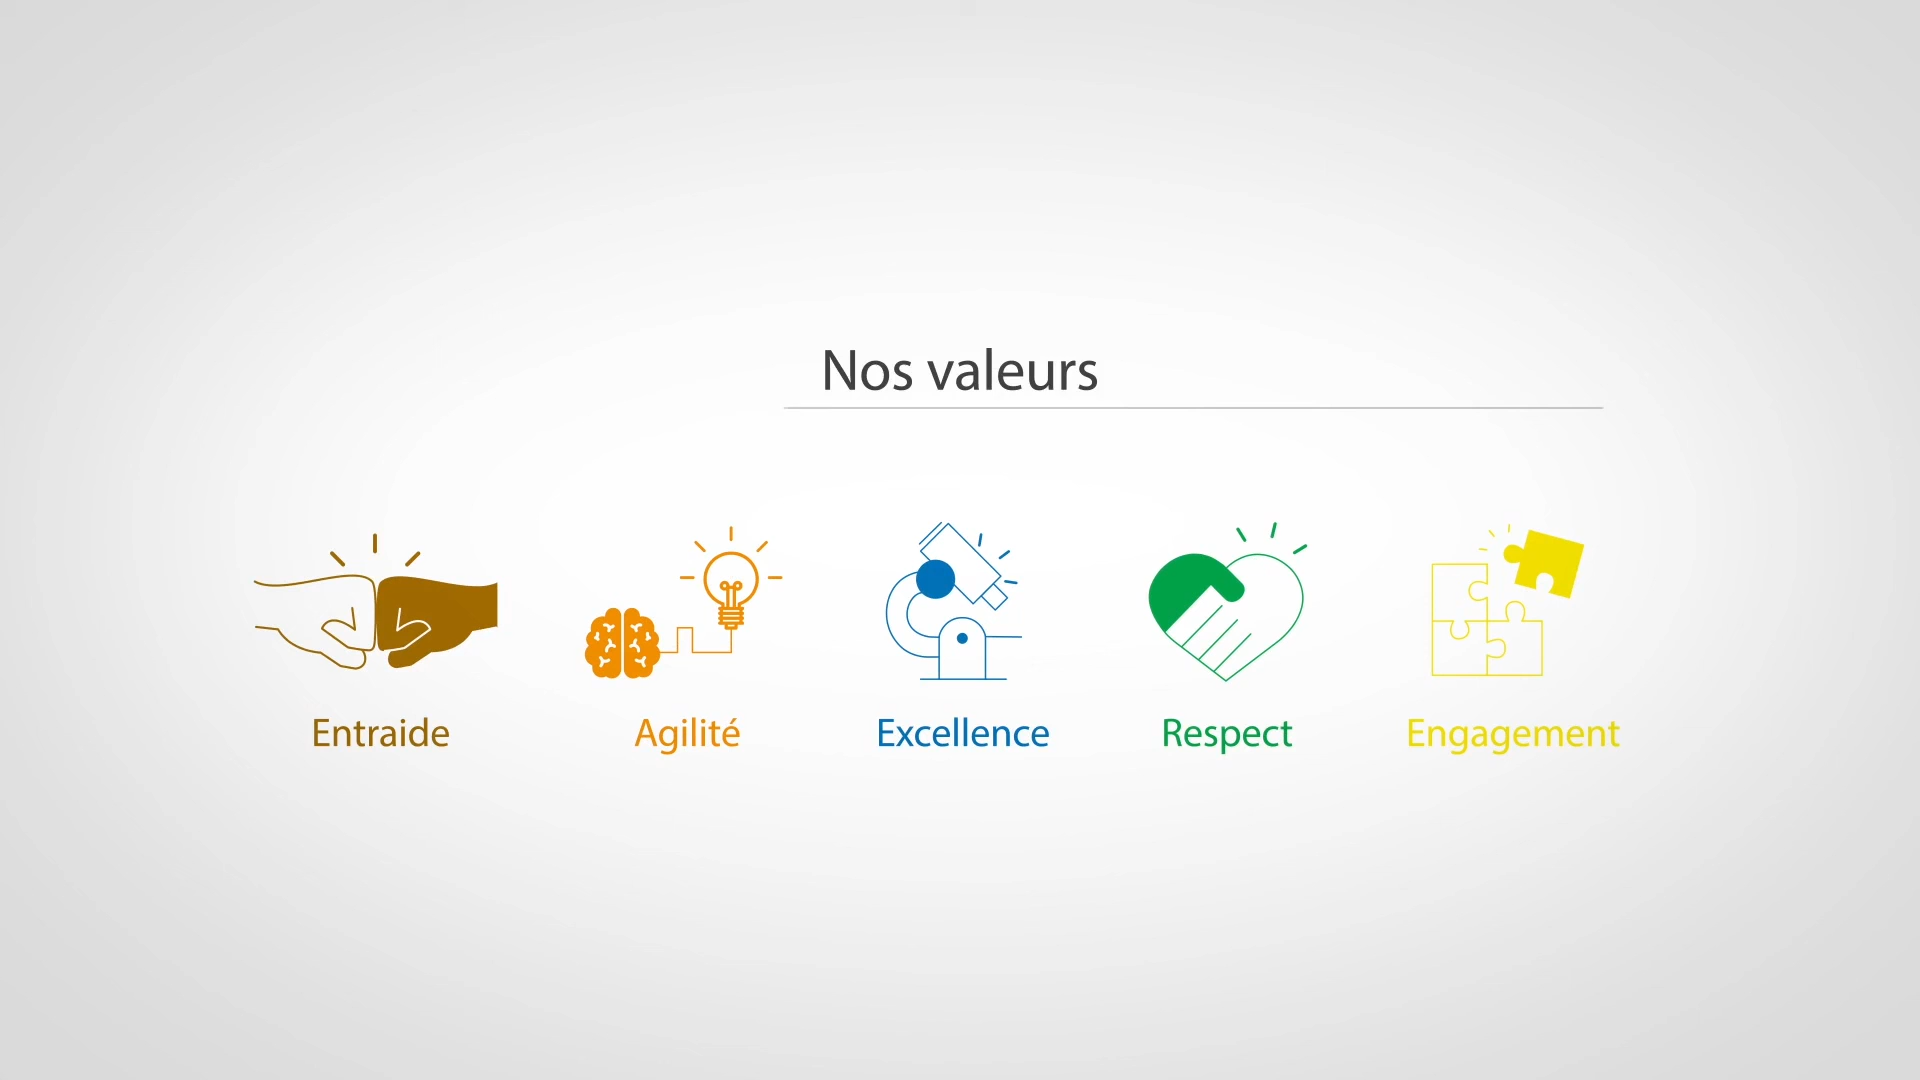 Nos valeurs
Entraide
Agilité
Excellence
Respect
Engagement